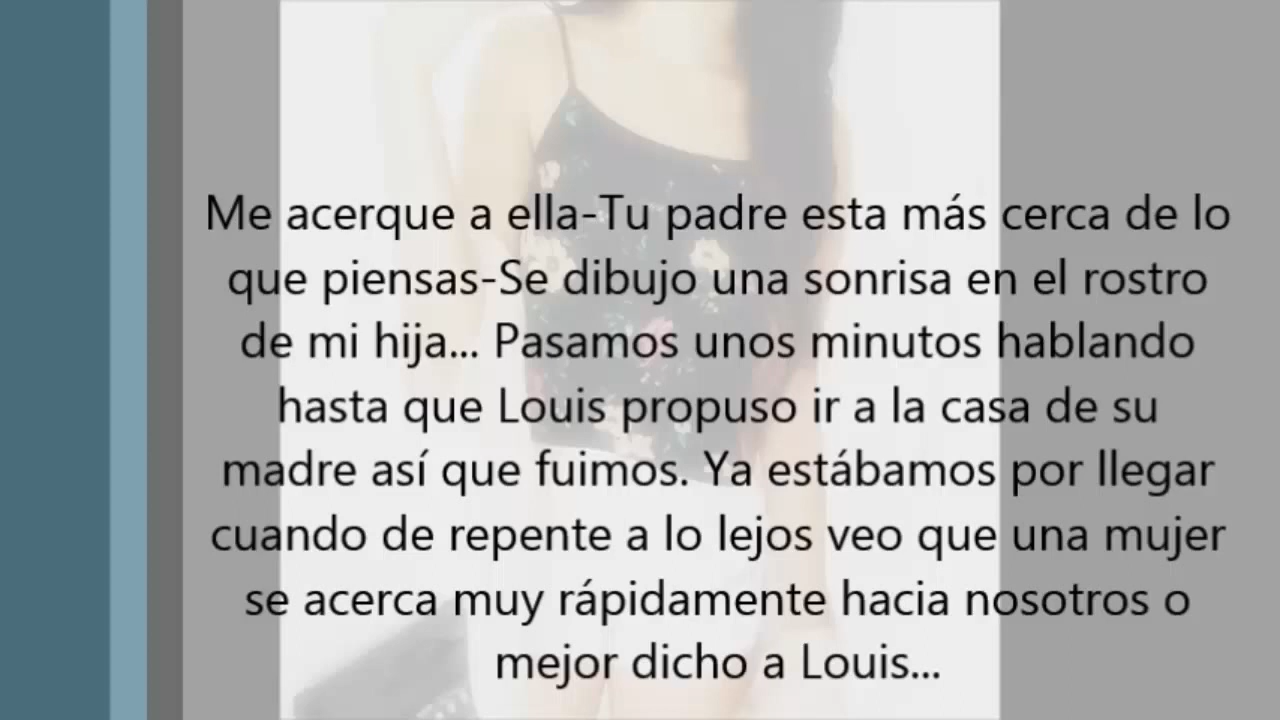 Me acerque a ella-Tu padre esta más cerca de lo
que piensas-Se dibujo una sonrisa en el rostro
de mi hija... Pasamos unos minutos hablando
hasta que Louis propuso ir a la casa de su
madre así que fuimos. Ya estábamos por llegar
cuando de repente a lo lejos veo que una mujer
se acerca muy rápidamente hacia nosotros o
mejor dicho a Louis...